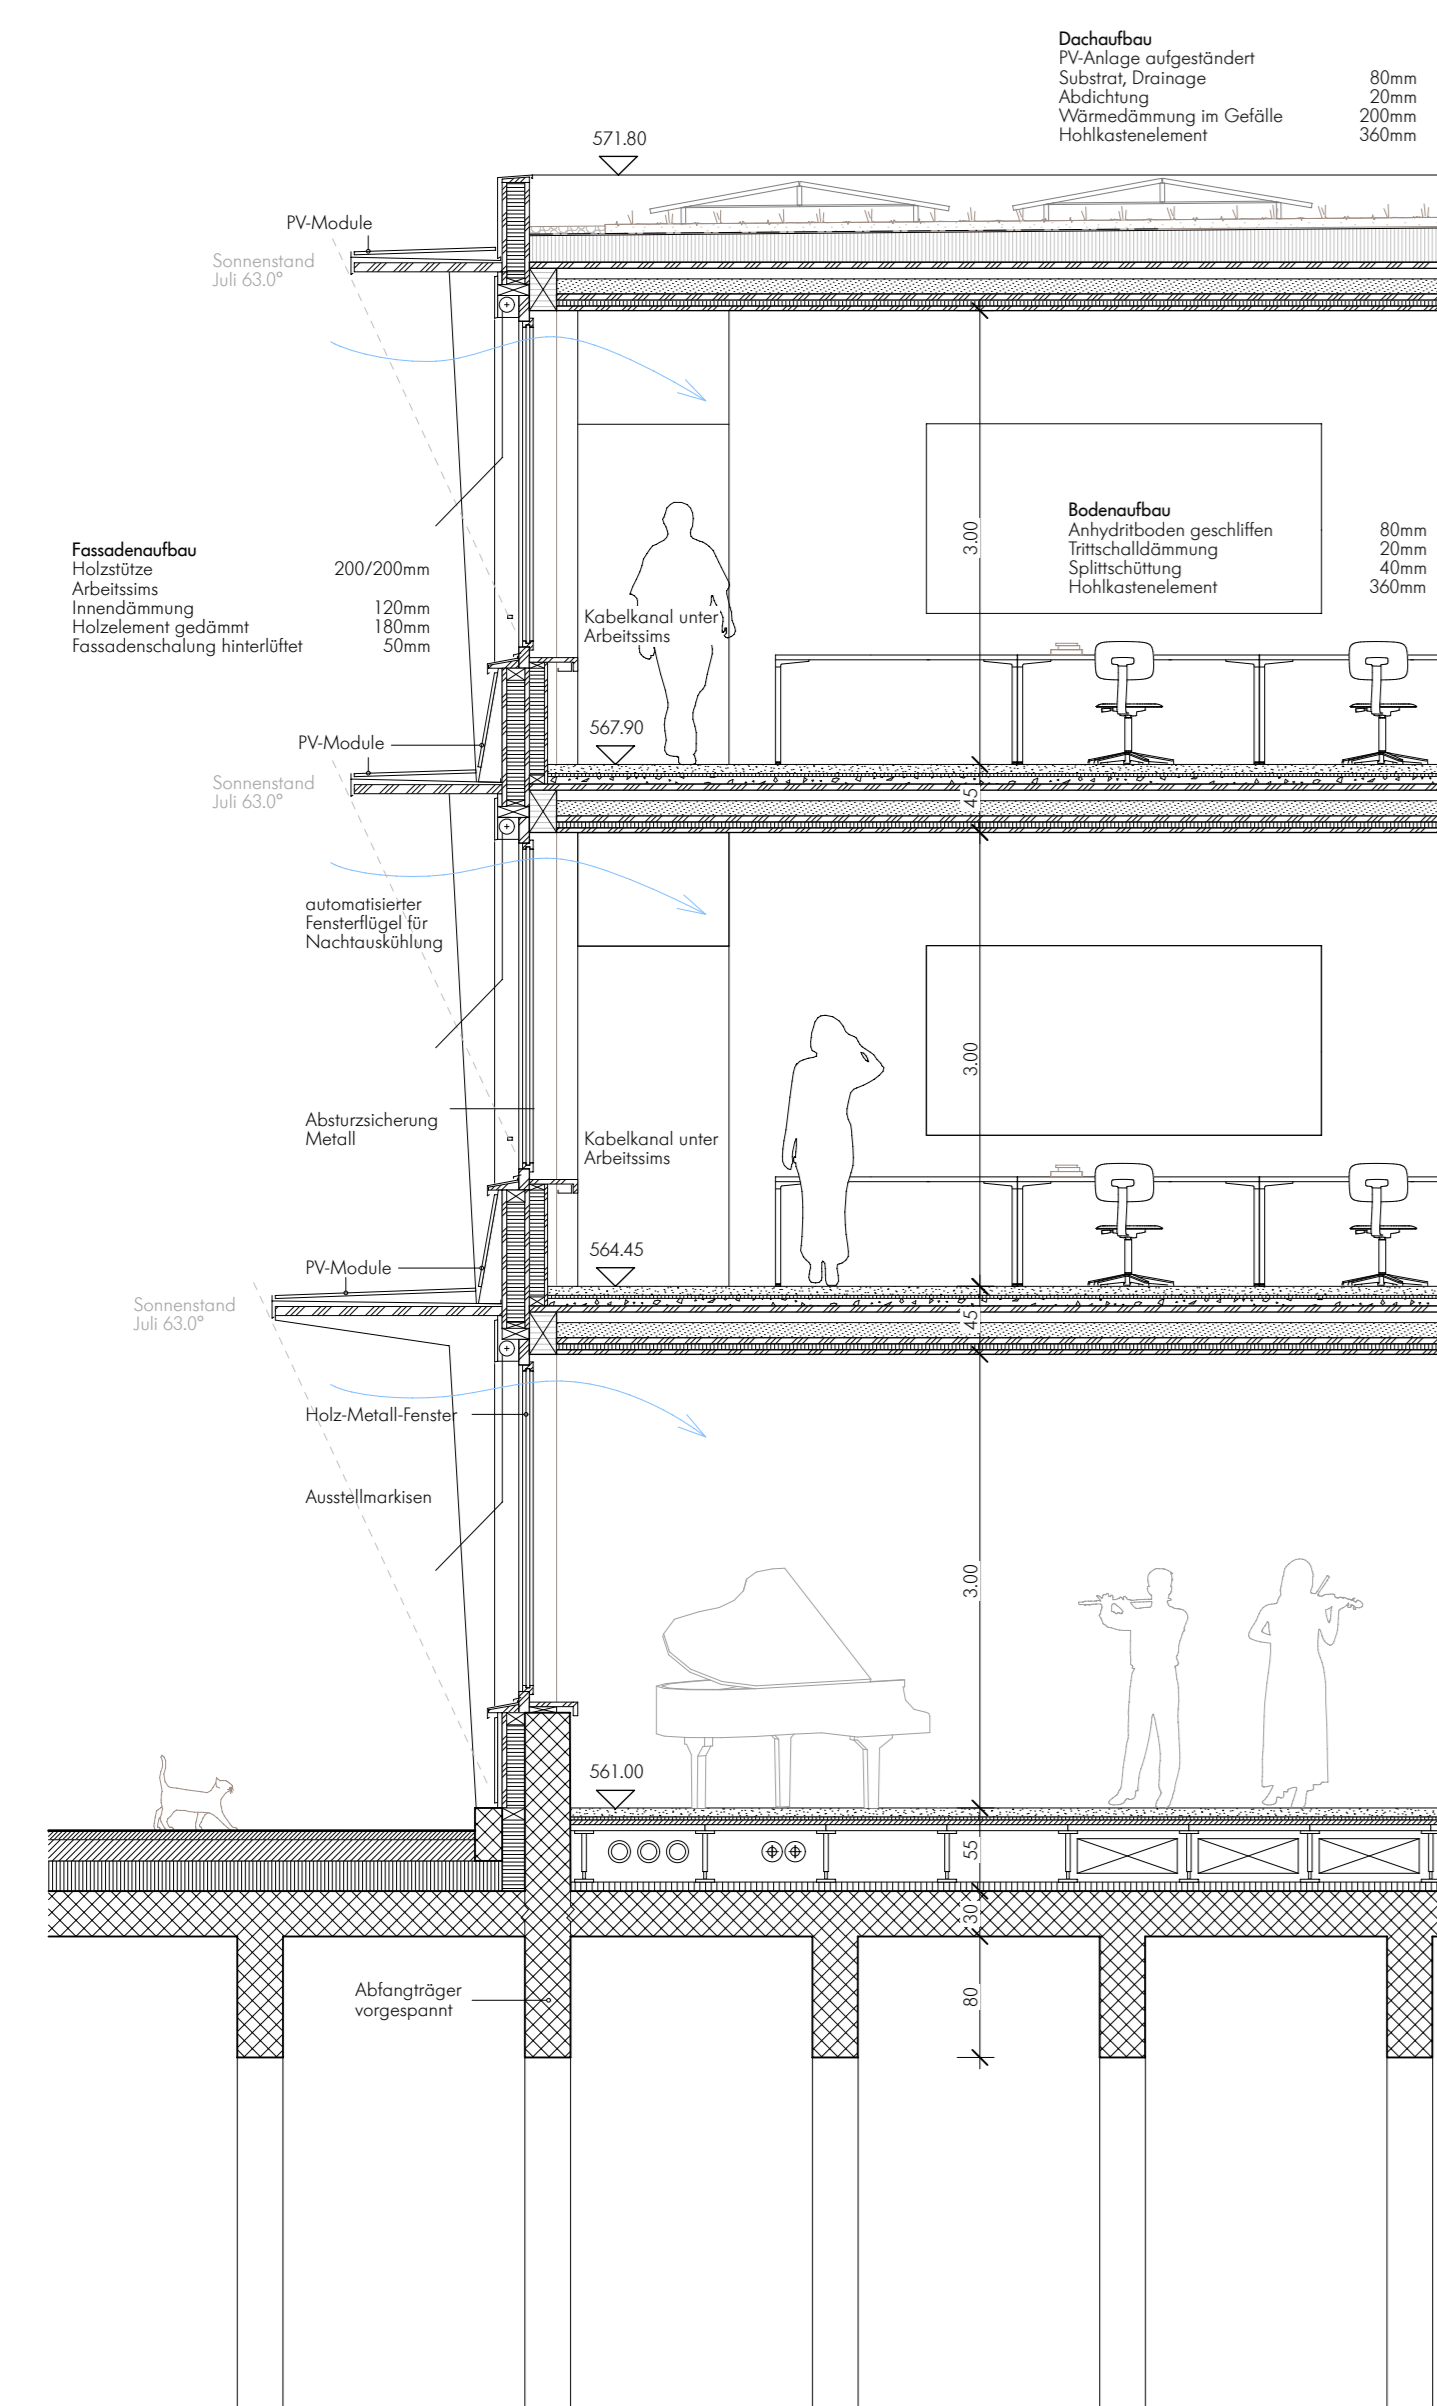 Dachaufbau
PV-Anlage aufgeständert
Substrat, Drainage 80mm
Abdichtung 20mm
Wärmedämmung im Gefälle 200mm
Hohlkastenelement 360mm
571.80
PV-Module
Sonnenstand
Juli 63.0°
3.00
Bodenaufbau
Anhydritboden geschliffen 80mm
Trittschalldämmung 20mm
Splittschüttung 40mm
Hohlkastenelement 360mm
Fassadenaufbau
Holzstütze 200/200mm
Arbeitssims
Innendämmung 120mm
Holzelement gedämmt 180mm
Fassadenschalung hinterlüftet 50mm
Kabelkanal unter
Arbeitssims
567.90
PV-Module
Sonnenstand
Juli 63.0°
45
automatisierter
Fensterflügel für
Nachtauskühlung
3.00
Absturzsicherung
Metall
Kabelkanal unter
Arbeitssims
564.45
PV-Module
Sonnenstand
Juli 63.0°
45
Holz-Metall-Fenster
Ausstellmarkisen
3.00
561.00
55
30
Abfangträger
vorgespannt
80